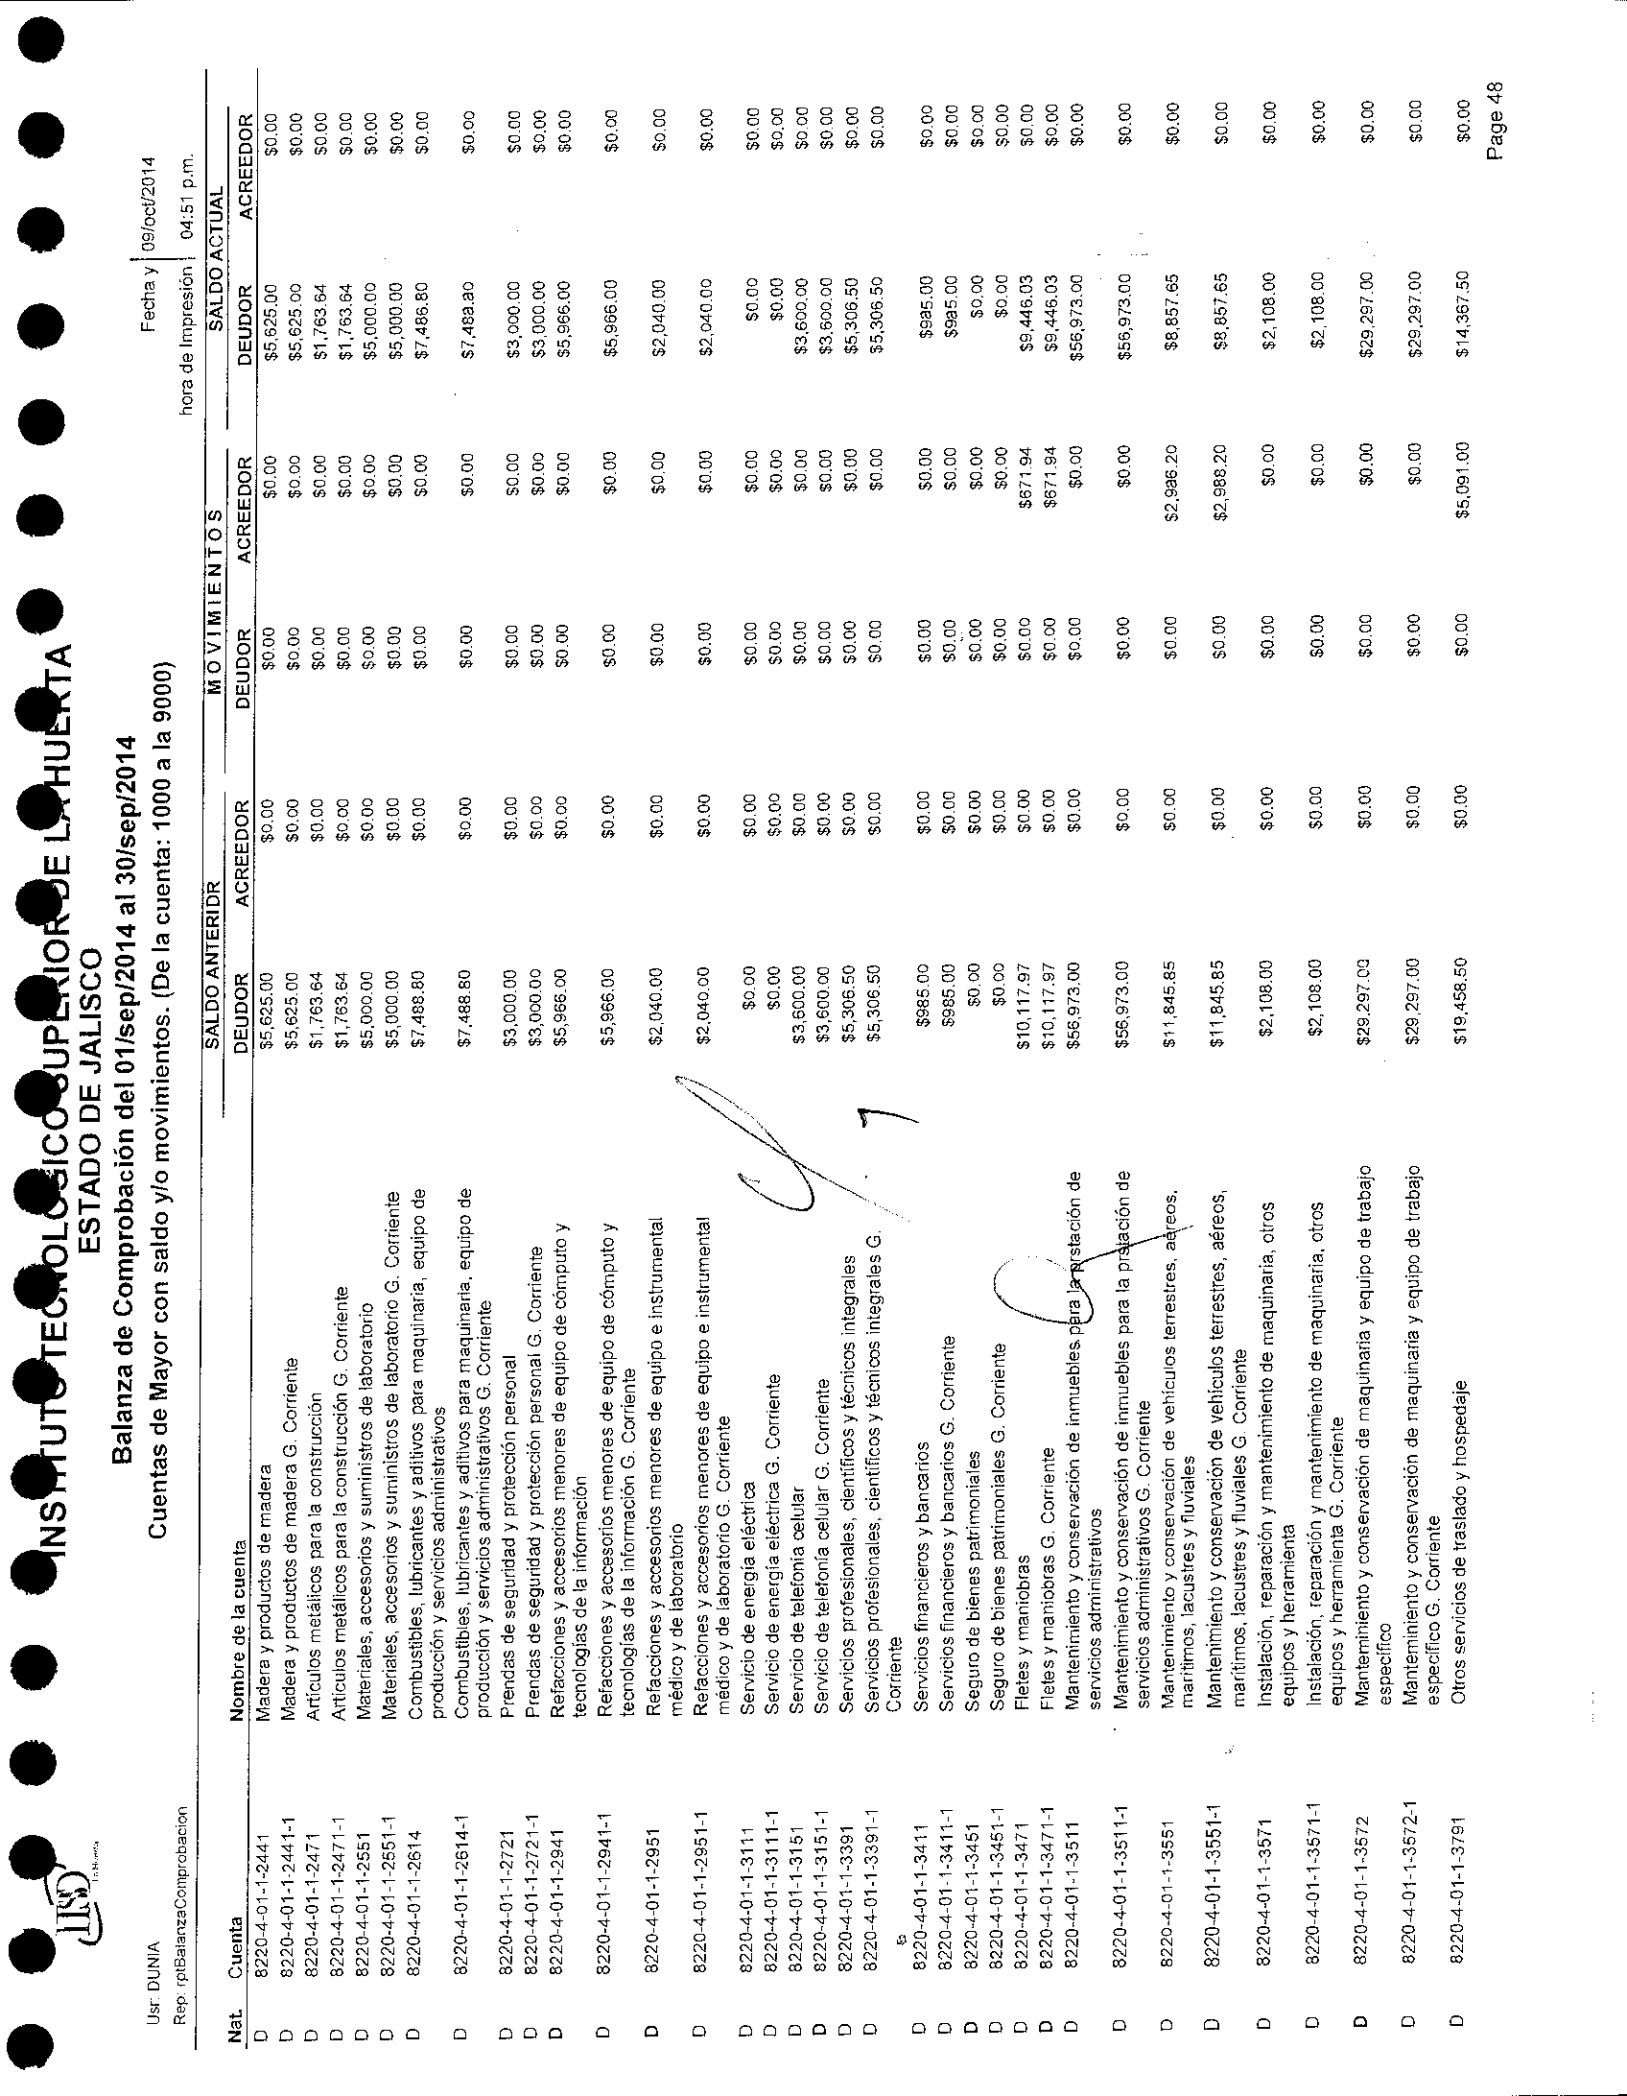 INSTITUTO TECNOLOGICO SUPERIOR DE LA HUERTA
ESTADO DE JALISCO
Balanza de Comprobación del 01/sep/2014 al 30/sep/2014
Cuentas de Mayor con saldo y/o movimientos. (De la cuenta: 1000 a la 9000)
Usr: DUNIA
Rep: rptBalanzaComprobacion
Fecha y 09/oct/2014
hora de Impresión 04:51 p.m.
SALDO ANTERIDR M O V I M I E N T O S SALDO ACTUAL
Nat. Cuenta Nombre de la cuenta DEUDOR ACREEDOR DEUDOR ACREEDOR DEUDOR ACREEDOR
D 8220-4-01-1-2441 Madera y productos de madera $5,625.00 $0.00 $0.00 $0.00 $5,625.00 $0.00
D 8220-4-01-1-2441-1 Madera y productos de madera G. Corriente $5,625.00 $0.00 $0.00 $0.00 $5,625.00 $0.00
D 8220-4-01-1-2471 Artículos metálicos para la construcción $1,763.64 $0.00 $0.00 $0.00 $1,763.64 $0.00
D 8220-4-01-1-2471-1 Artículos metálicos para la construcción G. Corriente $1,763.64 $0.00 $0.00 $0.00 $1,763.64 $0.00
D 8220-4-01-1-2551 Materiales, accesorios y suministros de laboratorio $5,000.00 $0.00 $0.00 $0.00 $5,000.00 $0.00
D 8220-4-01-1-2551-1 Materiales, accesorios y suministros de laboratorio G. Corriente $5,000.00 $0.00 $0.00 $0.00 $5,000.00 $0.00
D 8220-4-01-1-2614 Combustibles, lubricantes y aditivos para maquinaria, equipo de $7,488.80 $0.00 $0.00 $0.00 $7,486.80 $0.00
producción y servicios administrativos
D 8220-4-01-1-2614-1 Combustibles, lubricantes y aditivos para maquinaria, equipo de $7,488.80 $0.00 $0.00 $0.00 $7,488.80 $0.00
producción y servicios administrativos G. Corriente
D 8220-4-01-1-2721 Prendas de seguridad y protección personal $3,000.00 $0.00 $0.00 $0.00 $3,000.00 $0.00
D 8220-4-01-1-2721-1 Prendas de seguridad y protección personal G. Corriente $3,000.00 $0.00 $0.00 $0.00 $3,000.00 $0.00
D 8220-4-01-1-2941 Refacciones y accesorios menores de equipo de cómputo y $5,966.00 $0.00 $0.00 $0.00 $5,966.00 $0.00
tecnologías de la información
D 8220-4-01-1-2941-1 Refacciones y accesorios menores de equipo de cómputo y $5,966.00 $0.00 $0.00 $0.00 $5,966.00 $0.00
tecnologías de la información G. Corriente
D 8220-4-01-1-2951 Refacciones y accesorios menores de equipo e instrumental $2,040.00 $0.00 $0.00 $0.00 $2,040.00 $0.00
médico y de laboratorio
D 8220-4-01-1-2951-1 Refacciones y accesorios menores de equipo e instrumental $2,040.00 $0.00 $0.00 $0.00 $2,040.00 $0.00
médico y de laboratorio G. Corriente
D 8220-4-01-1-3111 Servicio de energía eléctrica $0.00 $0.00 $0.00 $0.00 $0.00 $0.00
D 8220-4-01-1-3111-1 Servicio de energía eléctrica G. Corriente $0.00 $0.00 $0.00 $0.00 $0.00 $0.00
D 8220-4-01-1-3151 Servicio de telefonía celular $3,600.00 $0.00 $0.00 $0.00 $3,600.00 $0.00
D 8220-4-01-1-3151-1 Servicio de telefonía celular G. Corriente $3,600.00 $0.00 $0.00 $0.00 $3,600.00 $0.00
D 8220-4-01-1-3391 Servicios profesionales, científicos y técnicos integrales $5,306.50 $0.00 $0.00 $0.00 $5,306.50 $0.00
D 8220-4-01-1-3391-1 Servicios profesionales, científicos y técnicos integrales G. $5,306.50 $0.00 $0.00 $0.00 $5,306.50 $0.00
Corriente
D 8220-4-01-1-3411 Servicios financieros y bancarios $985.00 $0.00 $0.00 $0.00 $985.00 $0.00
D 8220-4-01-1-3411-1 Servicios financieros y bancarios G. Corriente $985.00 $0.00 $0.00 $0.00 $985.00 $0.00
D 8220-4-01-1-3451 Seguro de bienes patrimoniales $0.00 $0.00 $0.00 $0.00 $0.00 $0.00
D 8220-4-01-1-3451-1 Seguro de bienes patrimoniales G. Corriente $0.00 $0.00 $0.00 $0.00 $0.00 $0.00
D 8220-4-01-1-3471 Fletes y maniobras $10,117.97 $0.00 $0.00 $671.94 $9,446.03 $0.00
D 8220-4-01-1-3471-1 Fletes y maniobras G. Corriente $10,117.97 $0.00 $0.00 $671.94 $9,446.03 $0.00
D 8220-4-01-1-3511 Mantenimiento y conservación de inmuebles para la prstación de $56,973.00 $0.00 $0.00 $0.00 $56,973.00 $0.00
servicios administrativos
D 8220-4-01-1-3511-1 Mantenimiento y conservación de inmuebles para la prstación de $56,973.00 $0.00 $0.00 $0.00 $56,973.00 $0.00
servicios administrativos G. Corriente
D 8220-4-01-1-3551 Mantenimiento y conservación de vehículos terrestres, aéreos, $11,845.85 $0.00 $0.00 $2,986.20 $8,857.65 $0.00
marítimos, lacustres y fluviales
D 8220-4-01-1-3551-1 Mantenimiento y conservación de vehículos terrestres, aéreos, $11,845.85 $0.00 $0.00 $2,988.20 $8,857.65 $0.00
marítimos, lacustres y fluviales G. Corriente
D 8220-4-01-1-3571 Instalación, reparación y mantenimiento de maquinaria, otros $2,108.00 $0.00 $0.00 $0.00 $2,108.00 $0.00
equipos y herramienta
D 8220-4-01-1-3571-1 Instalación, reparación y mantenimiento de maquinaria, otros $2,108.00 $0.00 $0.00 $0.00 $2,108.00 $0.00
equipos y herramienta G. Corriente
D 8220-4-01-1-3572 Manteminiento y conservación de maquinaria y equipo de trabajo $29,297.00 $0.00 $0.00 $0.00 $29,297.00 $0.00
específico
D 8220-4-01-1-3572-1 Manteminiento y conservación de maquinaria y equipo de trabajo $29,297.00 $0.00 $0.00 $0.00 $29,297.00 $0.00
específico G. Corriente
D 8220-4-01-1-3791 Otros servicios de traslado y hospedaje $19,458.50 $0.00 $0.00 $5,091.00 $14,367.50 $0.00
Page 48